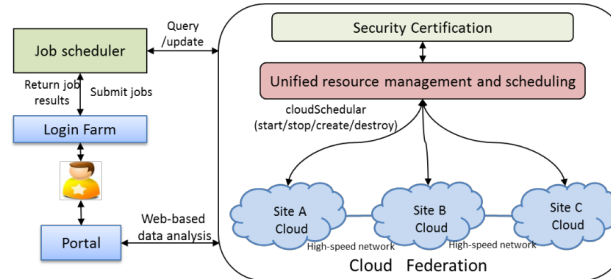 Job scheduler
Query
/update
Security Certification
Unified resource management and scheduling
Return job
results
Submit jobs
cloudSchedular
(start/stop/create/destroy)
Login Farm
Site A
Cloud
Site B
Cloud
Site C
Cloud
Portal
Web-based
data analysis
High-speed network
High-speed network
Cloud Federation